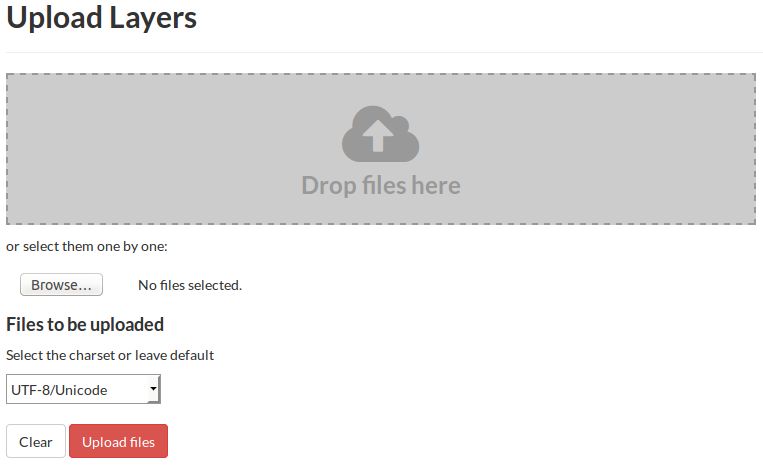 Upload Layers
Drop files here
or select them one by one:
Browse... No files selected.
Files to be uploaded
Select the charset or leave default
UTF-8/Unicode
Clear Upload files